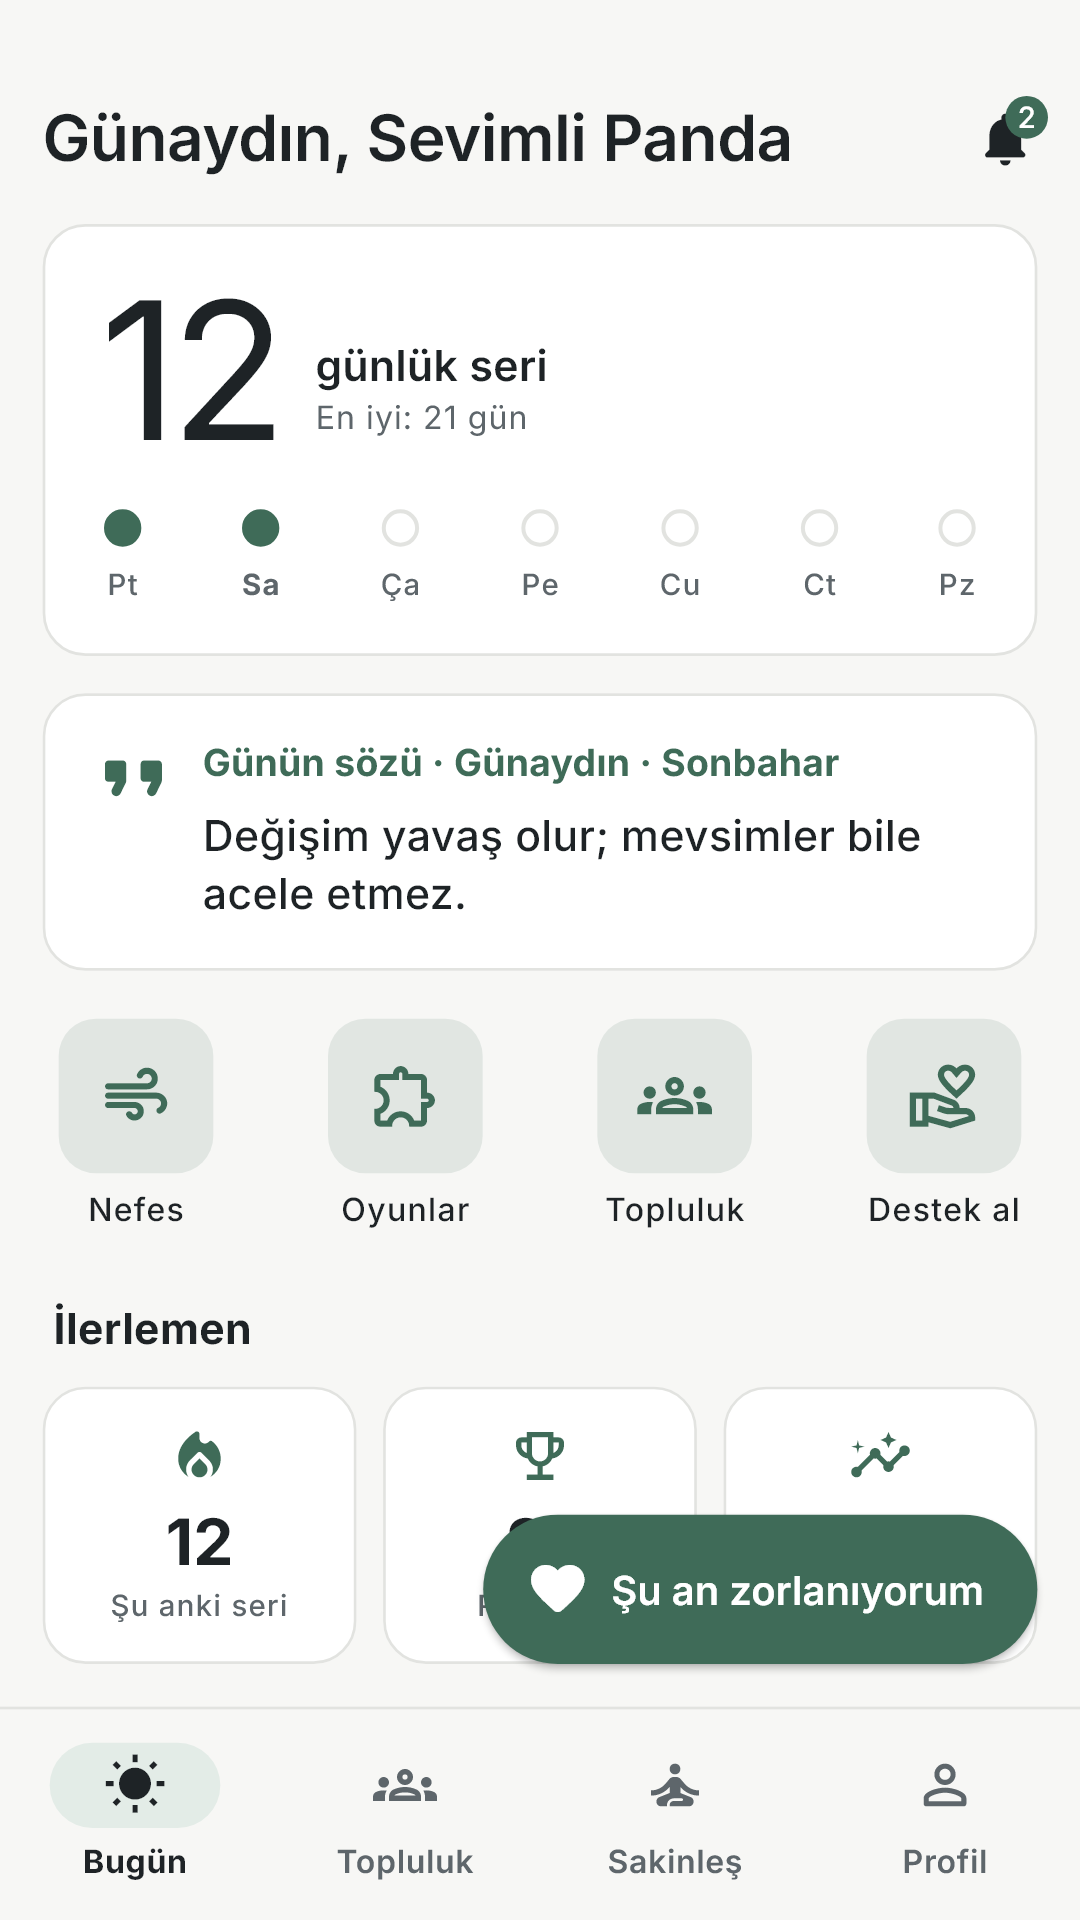 Günaydın, Sevimli Panda
2
12
günlük seri
En iyi: 21 gün
Pt Sa Ça Pe Cu Ct Pz
Günün sözü · Günaydın · Sonbahar
Değişim yavaş olur; mevsimler bile
acele etmez.
Nefes Oyunlar Topluluk Destek al
İlerlemen
12
Şu anki seri
Şu an zorlanıyorum
Bugün Topluluk Sakinleş Profil